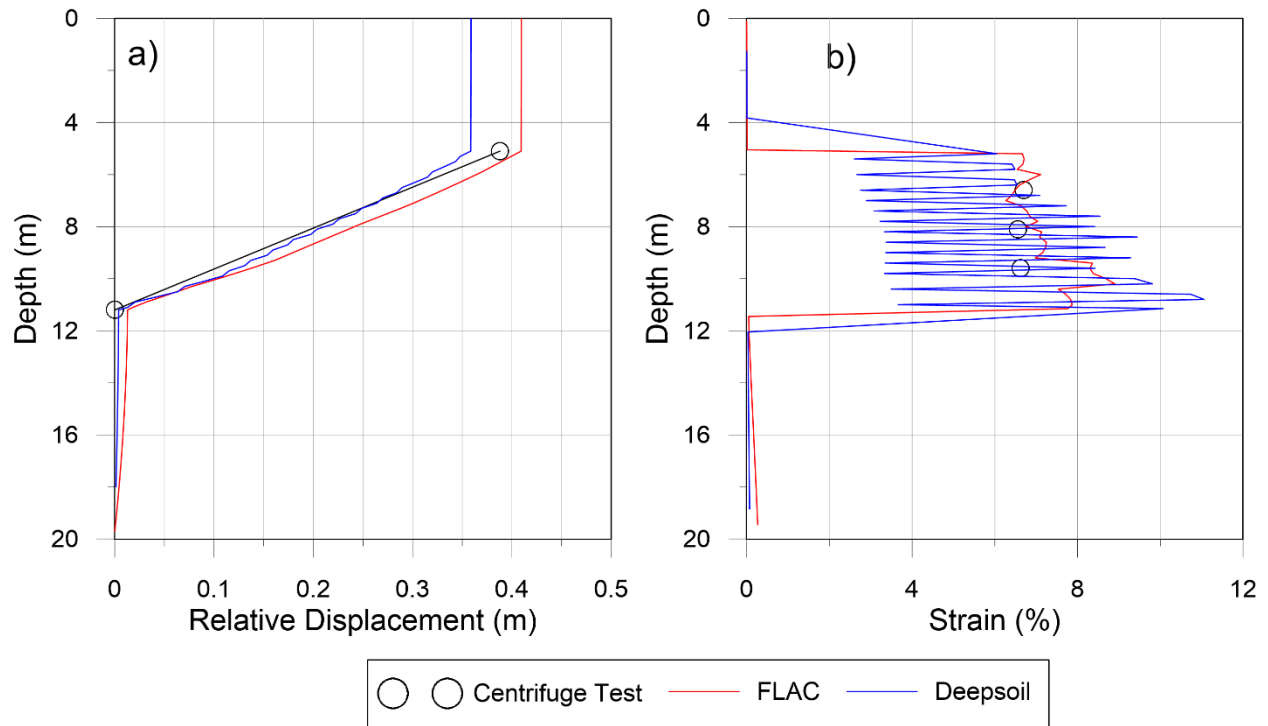 a)
0
4
8
12
16
20
Depth (m)
0 0.1 0.2 0.3 0.4 0.5
Relative Displacement (m)
b)
0
4
8
12
16
20
Depth (m)
0 4 8 12
Strain (%)
Centrifuge Test FLAC Deepsoil